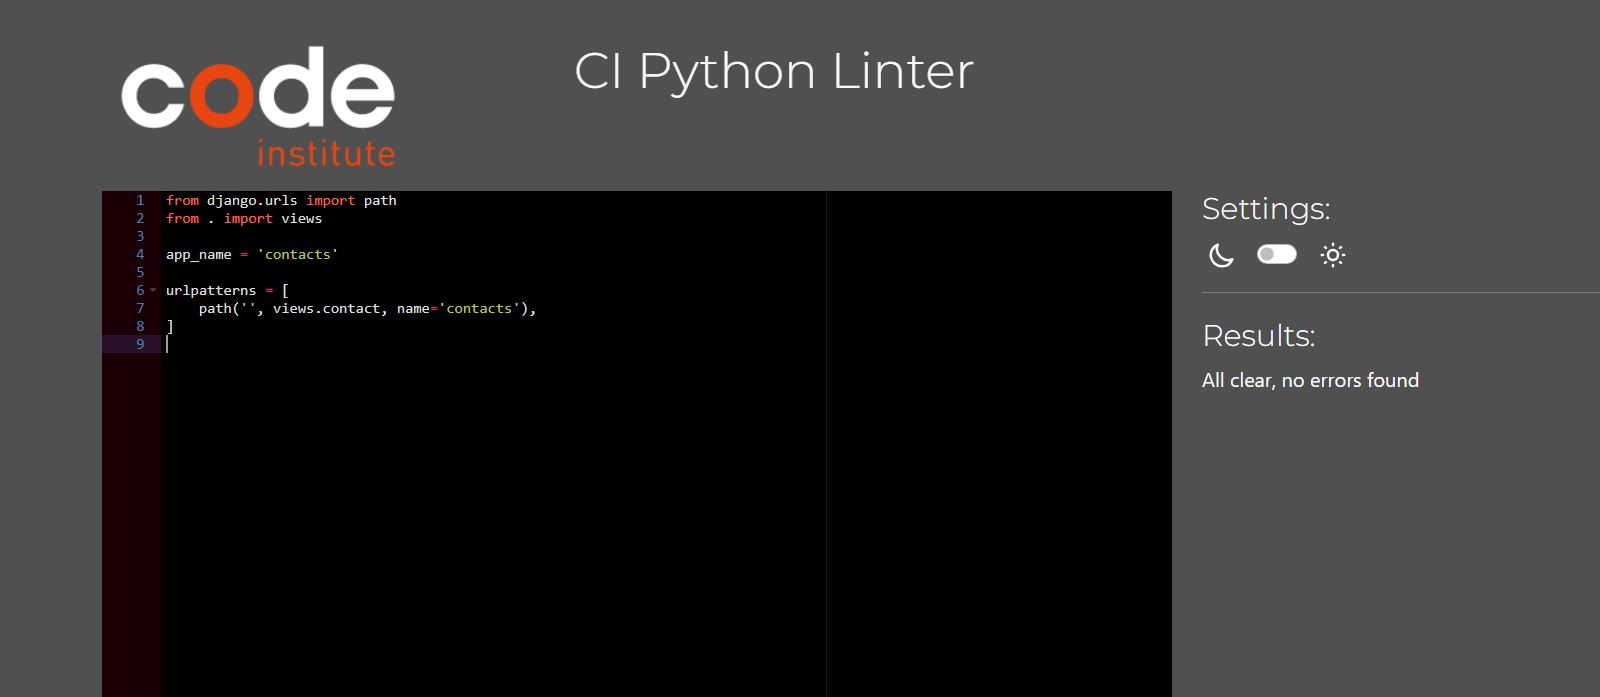 code
institute
CI Python Linter
1 from django.urls import path
2 from . import views
3
4 app_name = 'contacts'
5
6 urlpatterns = [
7     path('', views.contact, name='contacts'),
8 ]
9
Settings:
Results:
All clear, no errors found